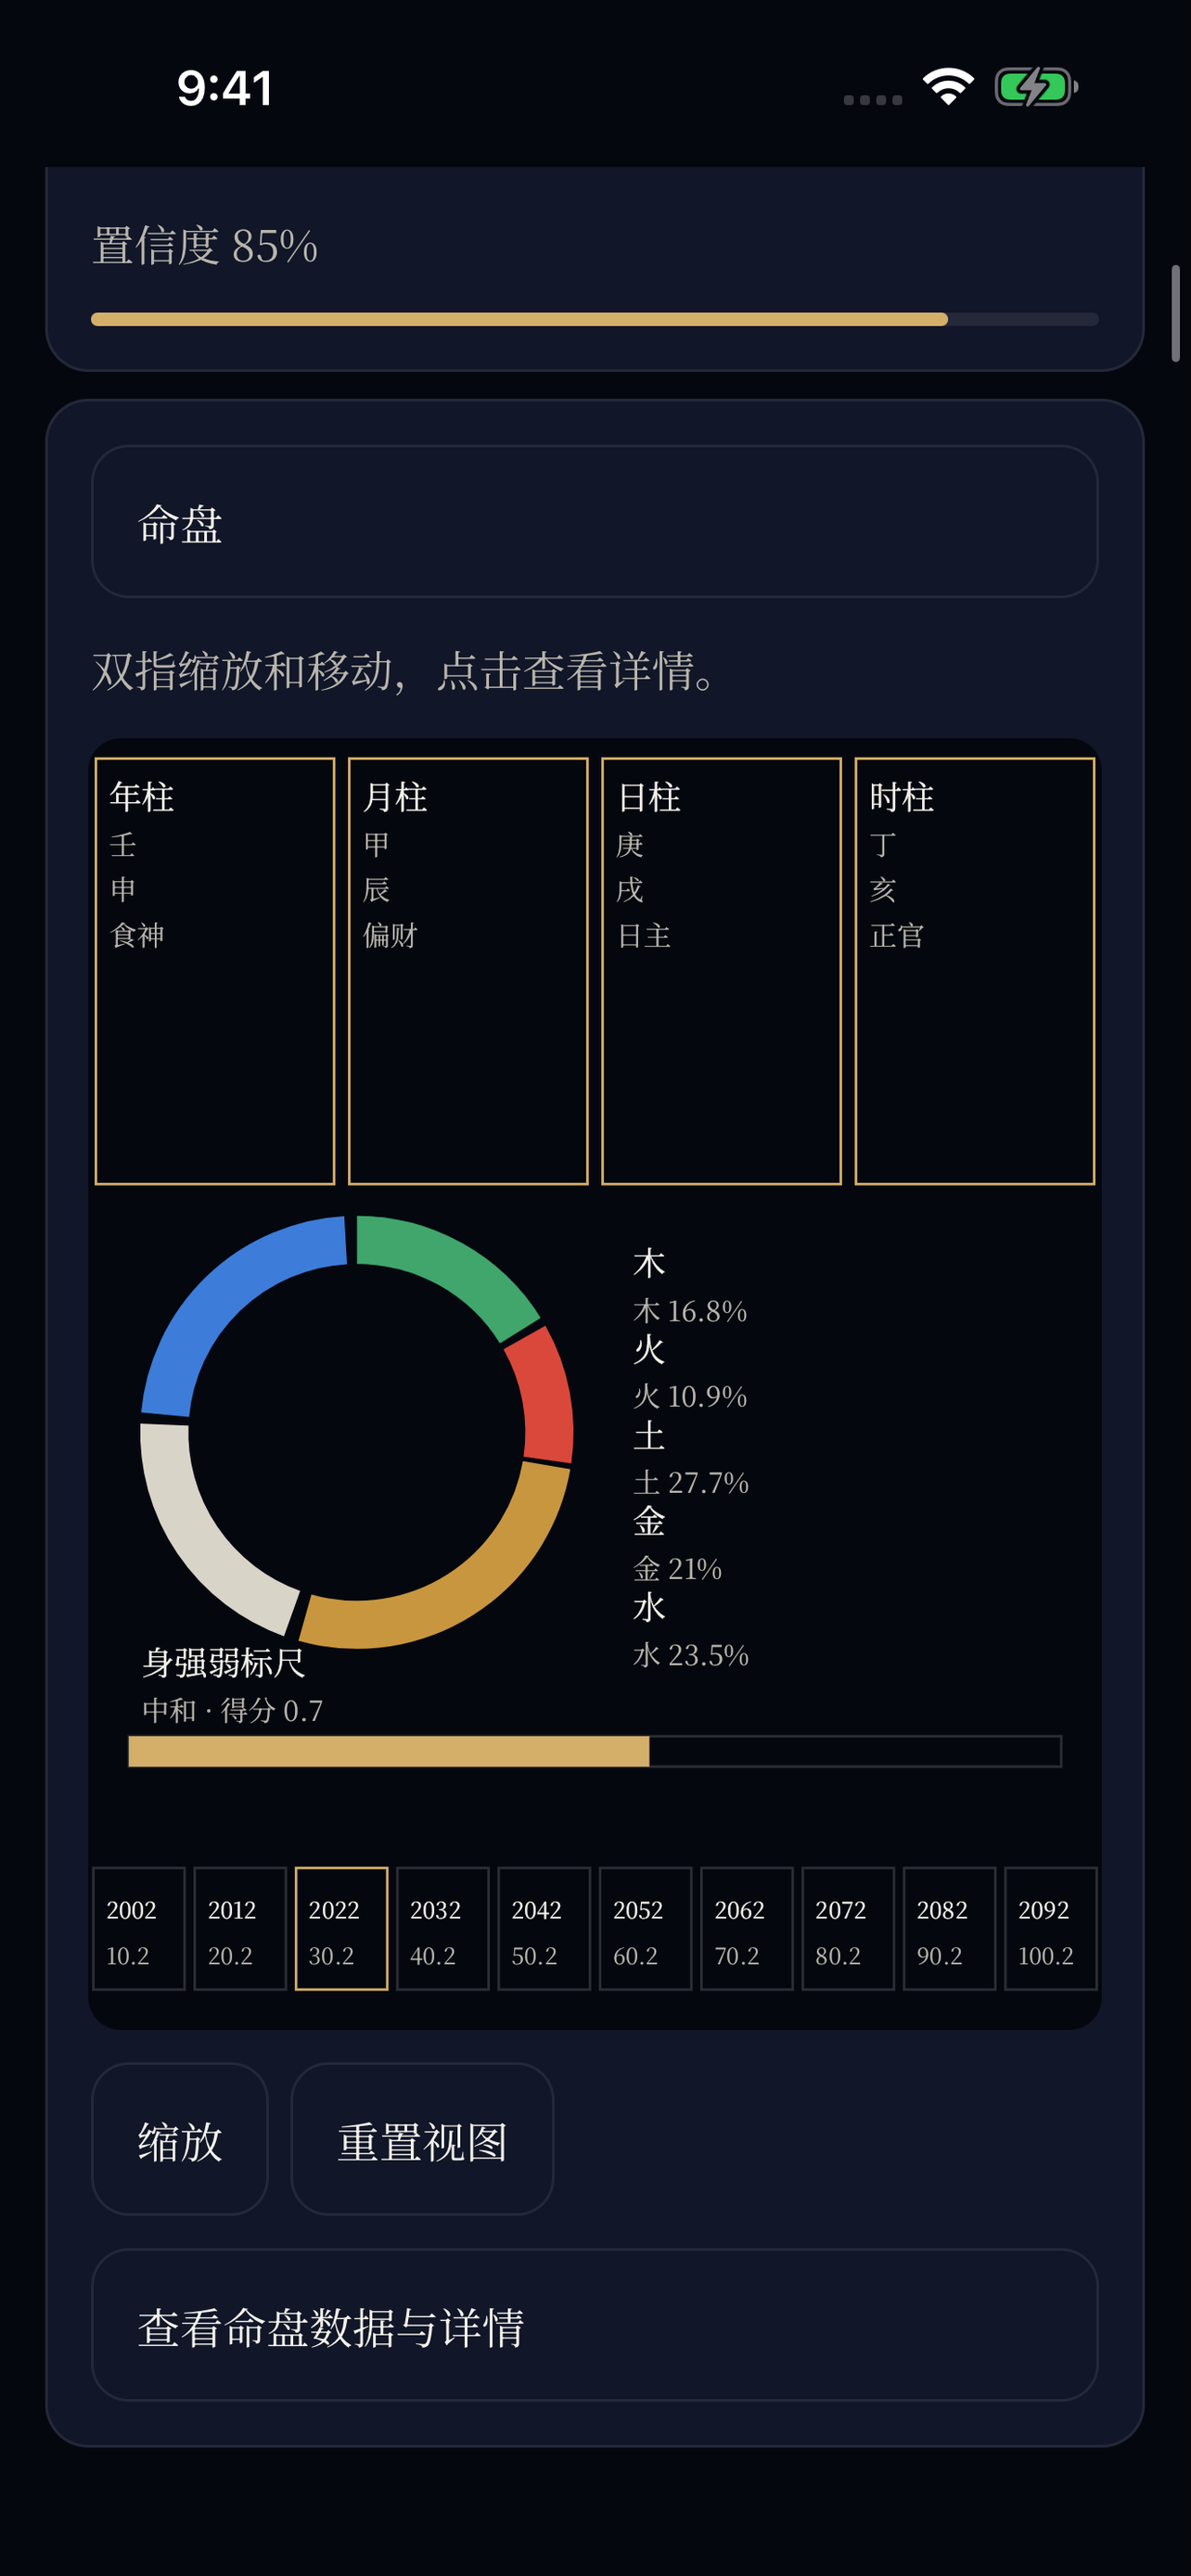 9:41
置信度 85%
命盘
双指缩放和移动，点击查看详情。
年柱
壬
申
食神
月柱
甲
辰
偏财
日柱
庚
戌
日主
时柱
丁
亥
正官
木
木 16.8%
火
火 10.9%
土
土 27.7%
金
金 21%
水
水 23.5%
身强弱标尺
中和 · 得分 0.7
2002
10.2
2012
20.2
2022
30.2
2032
40.2
2042
50.2
2052
60.2
2062
70.2
2072
80.2
2082
90.2
2092
100.2
缩放
重置视图
查看命盘数据与详情